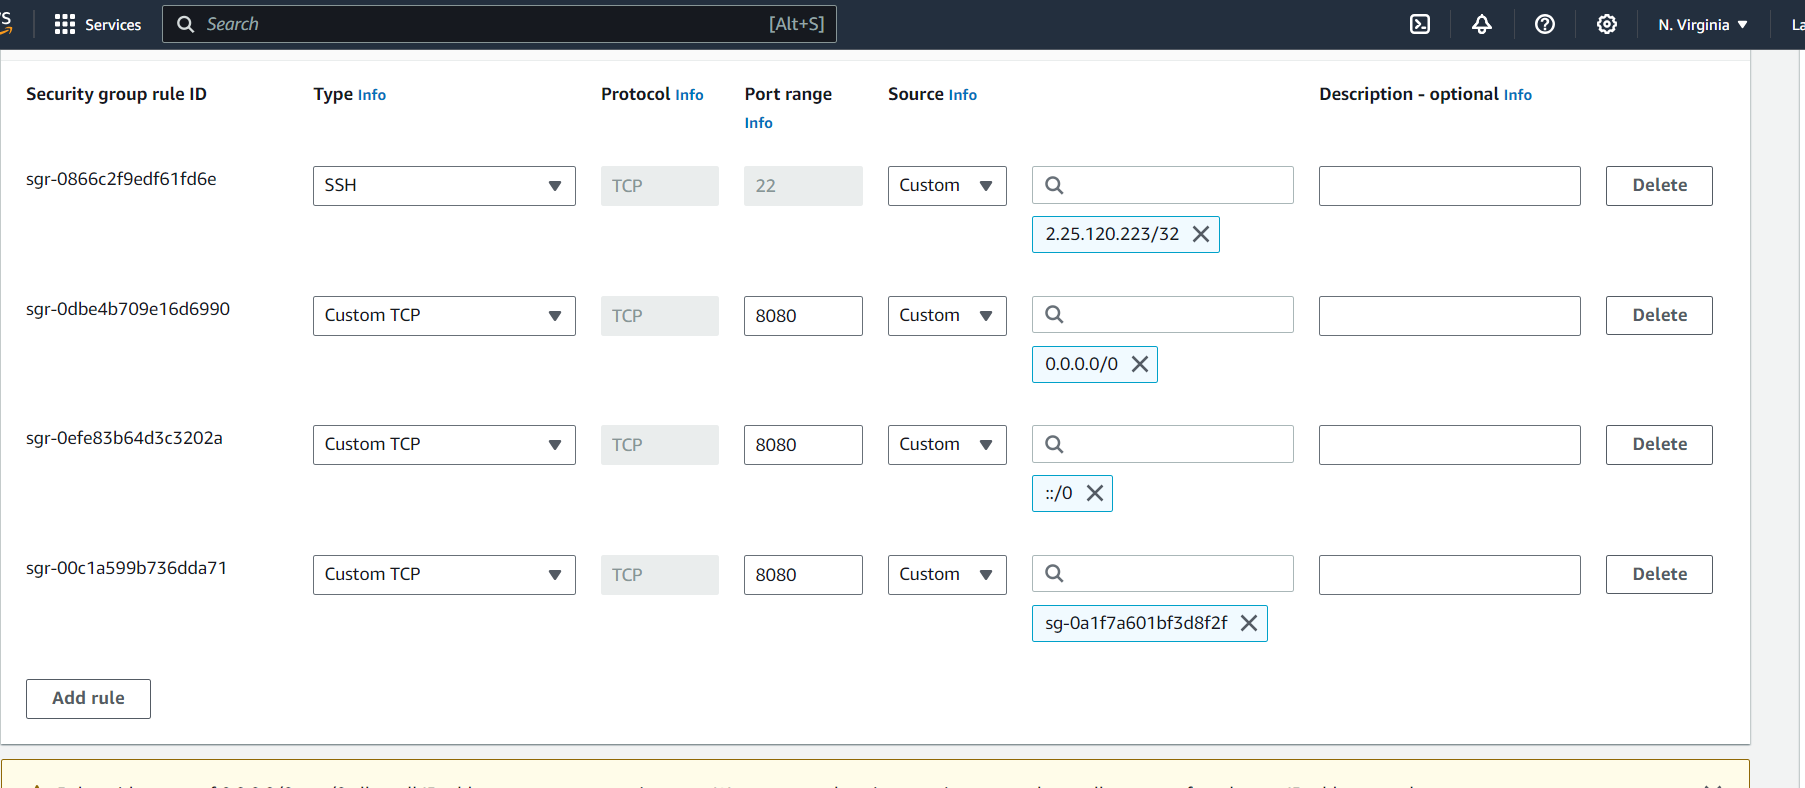 Services
Search
[Alt+S]
N. Virginia
Security group rule ID
Type Info
Protocol Info
Port range
Info
Source Info
Description - optional Info
sgr-0866c2f9edf61fd6e
SSH
TCP
22
Custom
2.25.120.223/32
Delete
sgr-0dbe4b709e16d6990
Custom TCP
TCP
8080
Custom
0.0.0.0/0
Delete
sgr-0efe83b64d3c3202a
Custom TCP
TCP
8080
Custom
::/0
Delete
sgr-00c1a599b736dda71
Custom TCP
TCP
8080
Custom
sg-0a1f7a601bf3d8f2f
Delete
Add rule